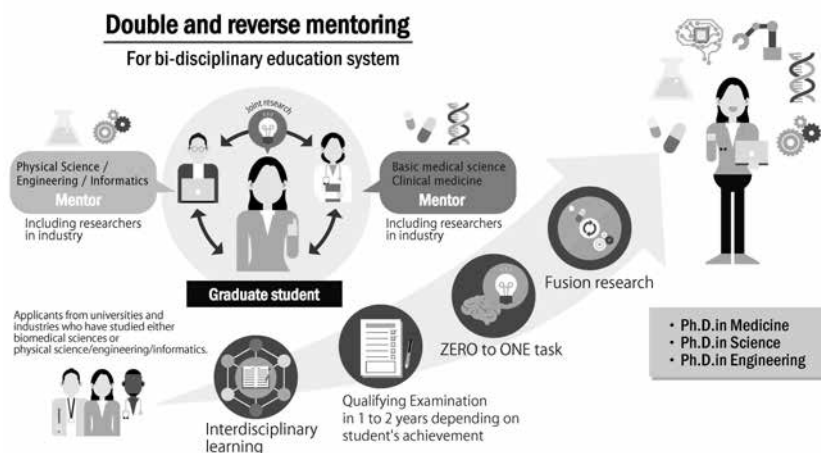 Double and reverse mentoring
For bi-disciplinary education system
Joint research
Physical Science /
Engineering / Informatics
Mentor
Including researchers
in industry
Basic medical science
Clinical medicine
Mentor
Including researchers
in industry
Graduate student
Applicants from universities and
industries who have studied either
biomedical sciences or
physical science/engineering/informatics.
Interdisciplinary
learning
Qualifying Examination
in 1 to 2 years depending on
student's achievement
ZERO to ONE task
Fusion research
• Ph.D.in Medicine
• Ph.D.in Science
• Ph.D.in Engineering